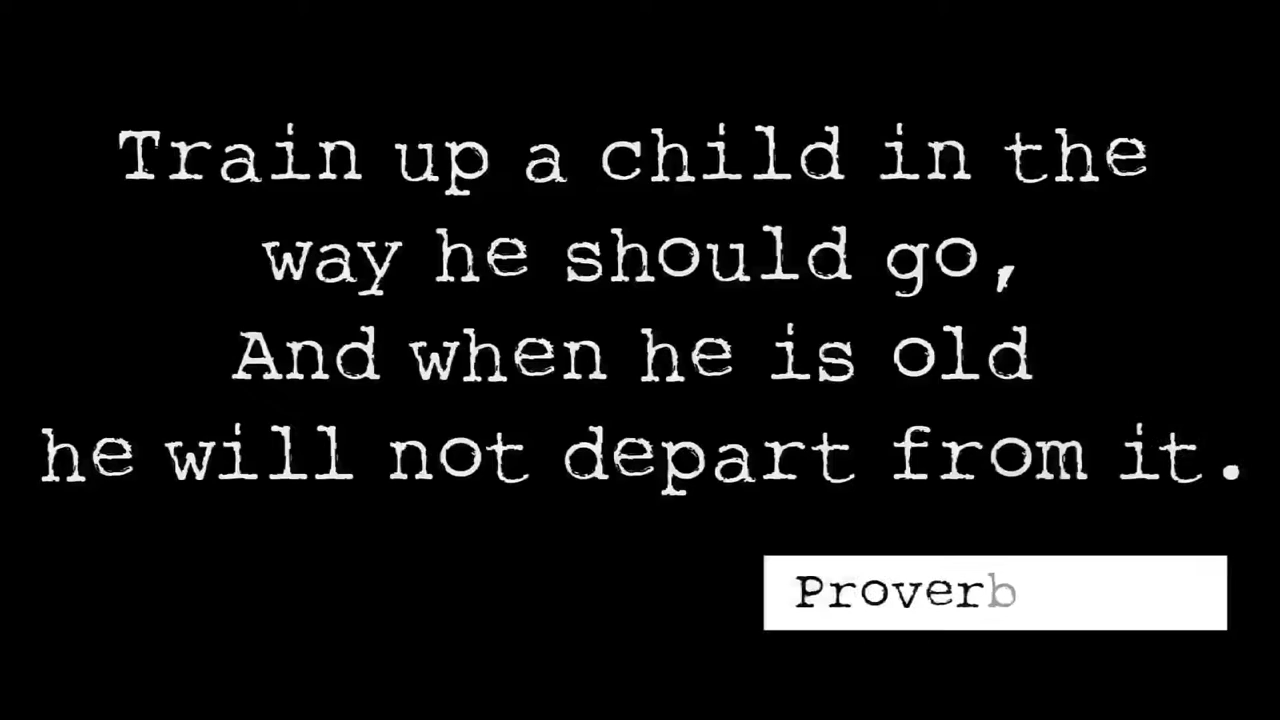 Train up a child in the
way he should go,
And when he is old
he will not depart from it.
Proverb